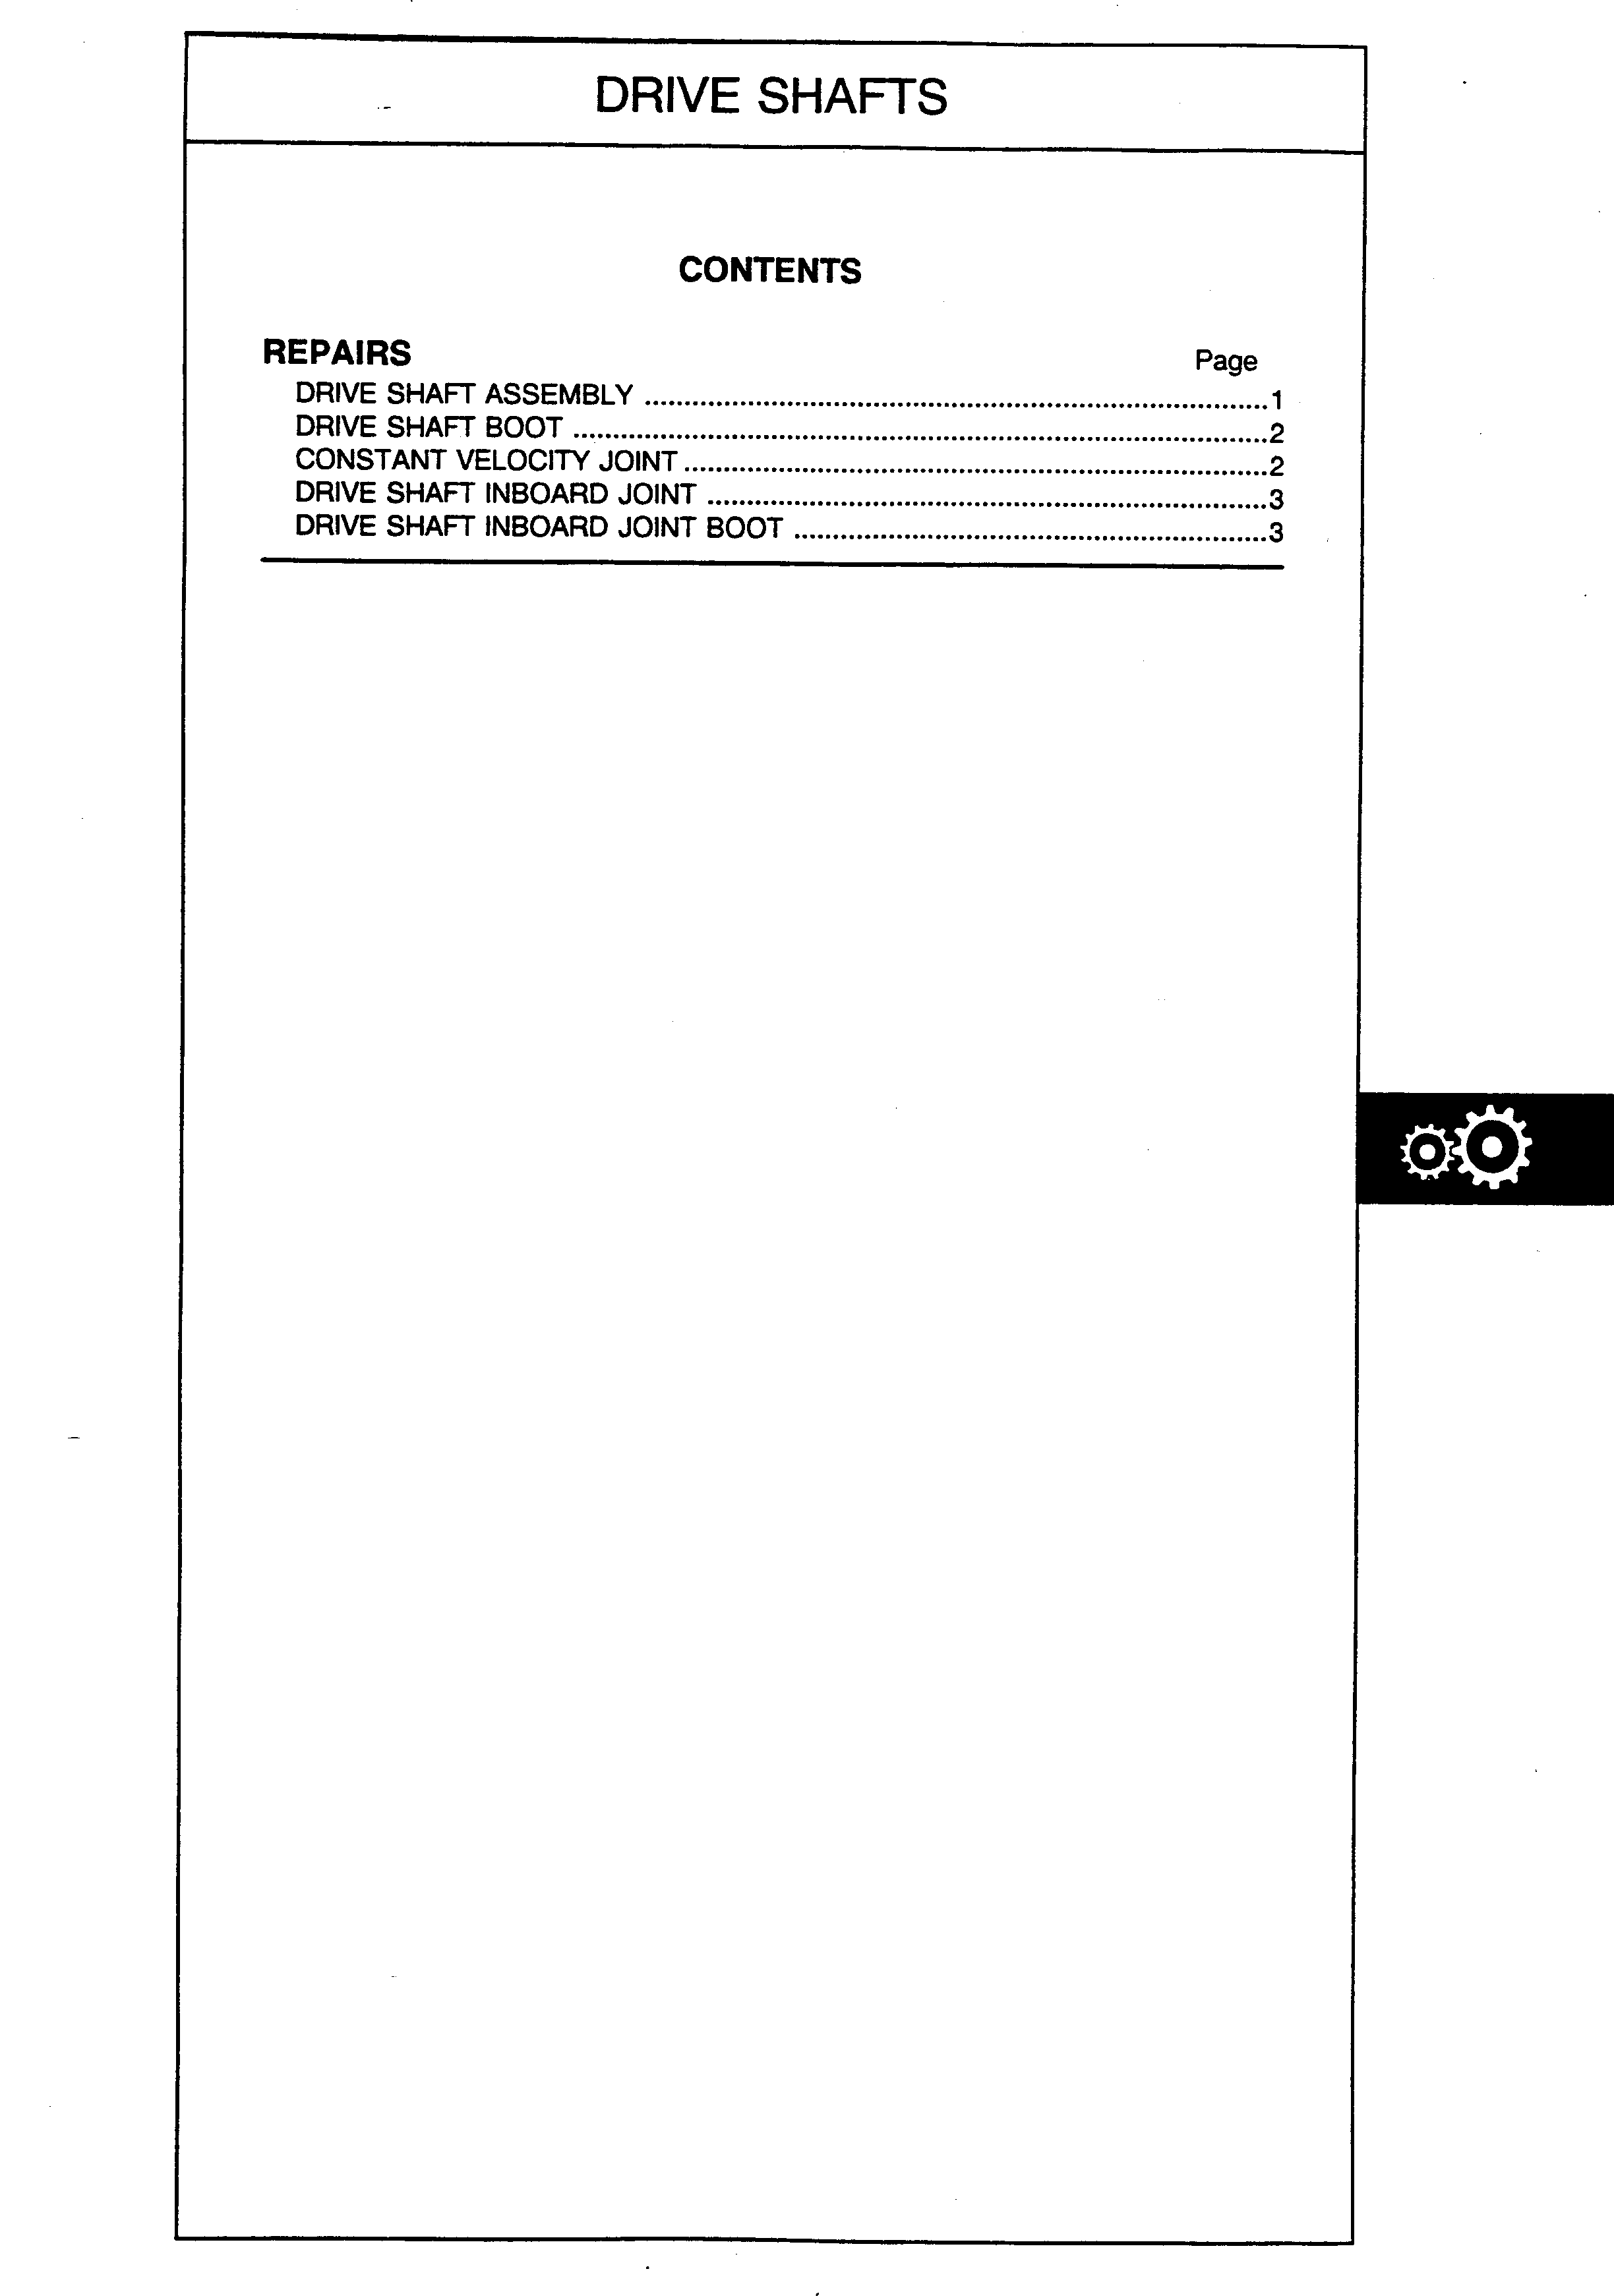 DRIVE SHAFTS
CONTENTS
REPAIRS Page
DRIVE SHAFT ASSEMBLY ........................................ 1
DRIVE SHAFT BOOT ........................................ 2
CONSTANT VELOCITY JOINT ........................................ 2
DRIVE SHAFT INBOARD JOINT ........................................ 3
DRIVE SHAFT INBOARD JOINT BOOT ........................................ 3